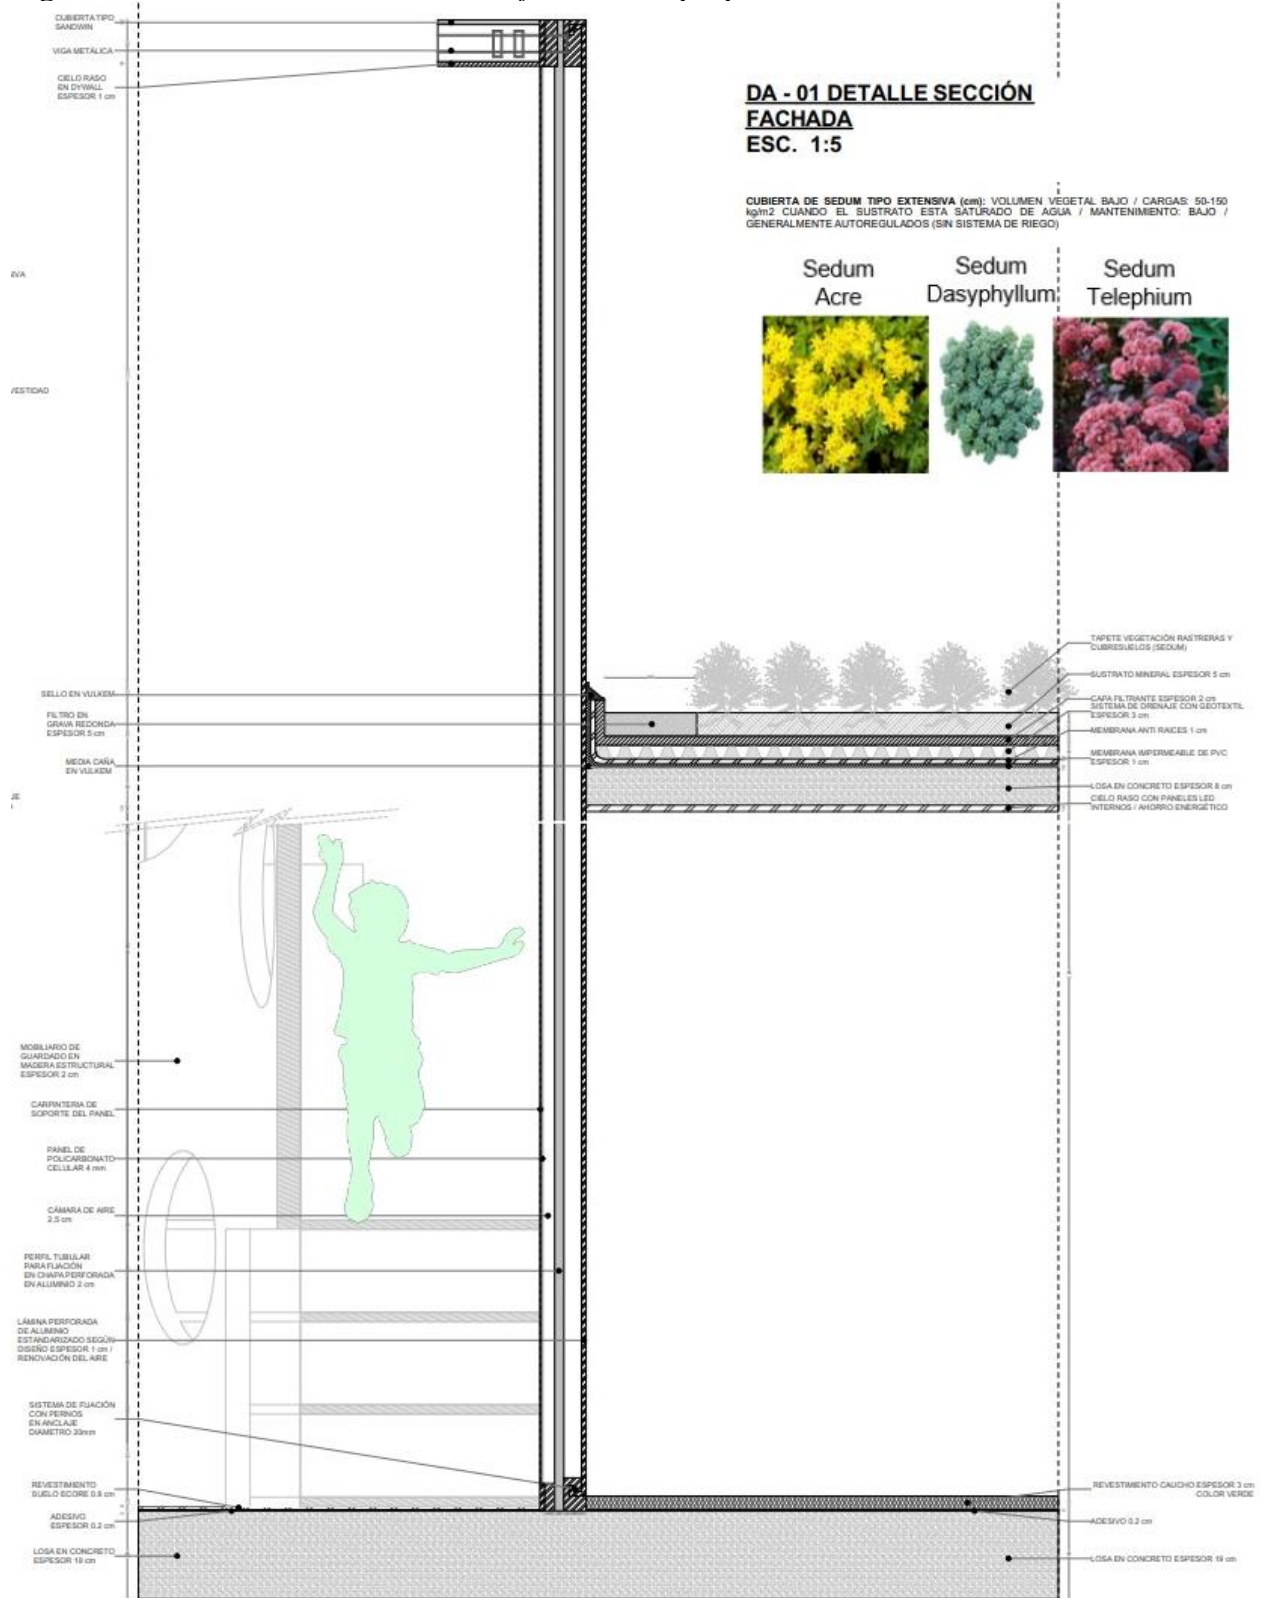 CUBIERTA TIPO
SANDWIN
VIGA METÁLICA
CIELO RASO
EN DYWALL
ESPESOR 1 cm
DA - 01 DETALLE SECCIÓN
FACHADA
ESC. 1:5
CUBIERTA DE SEDUM TIPO EXTENSIVA (cm): VOLUMEN VEGETAL BAJO / CARGAS: 50-150
kg/m2 CUANDO EL SUSTRATO ESTA SATURADO DE AGUA / MANTENIMIENTO: BAJO /
GENERALMENTE AUTOREGULADOS (SIN SISTEMA DE RIEGO)
Sedum
Acre
Sedum
Dasyphyllum
Sedum
Telephium
/ESTIDAD
SELLO EN VULKEM
FILTRO EN
GRAVA REDONDA
ESPESOR 5 cm
MEDIA CAÑA
EN VULKEM
TAPETE VEGETACIÓN RASTRERAS Y
CUBRESUELOS (SEDUM)
SUSTRATO MINERAL ESPESOR 5 cm
CAPA FILTRANTE ESPESOR 2 cm
SISTEMA DE DRENAJE CON GEOTEXTIL
ESPESOR 3 cm
MEMBRANA ANTI RAICES 1 cm
MEMBRANA IMPERMEABLE DE PVC
ESPESOR 1 cm
LOSA EN CONCRETO ESPESOR 8 cm
CIELO RASO CON PANELES LED
INTERNOS / AHORRO ENERGÉTICO
MOBILIARIO DE
GUARDADO EN
MADERA ESTRUCTURAL
ESPESOR 2 cm
CARPINTERIA DE
SOPORTE DEL PANEL
PANEL DE
POLICARBONATO
CELULAR 4 mm
CÁMARA DE AIRE
2.5 cm
PERFIL TUBULAR
PARA FIJACIÓN
EN CHAPA PERFORADA
EN ALUMINIO 2 cm
LÁMINA PERFORADA
DE ALUMINIO
ESTANDARIZADO SEGÚN
DISEÑO ESPESOR 1 cm /
RENOVACIÓN DEL AIRE
SISTEMA DE FIJACIÓN
CON PERNOS
EN ANCLAJE
DIAMETRO 20mm
REVESTIMIENTO
SUELO ECORE 0.8 cm
ADESIVO
ESPESOR 0.2 cm
LOSA EN CONCRETO
ESPESOR 19 cm
REVESTIMIENTO CAUCHO ESPESOR 3 cm
COLOR VERDE
ADESIVO 0.2 cm
LOSA EN CONCRETO ESPESOR 19 cm